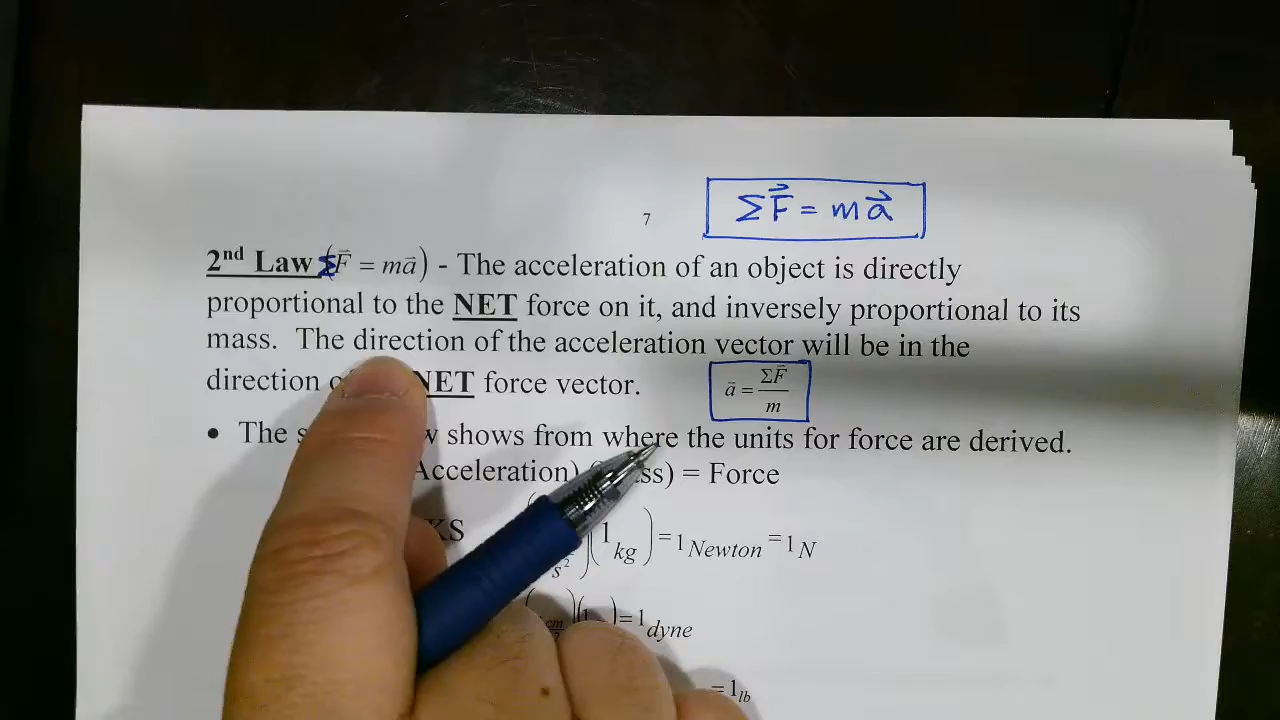 7
ΣF⃗ = ma⃗
2nd Law (ΣF⃗ = ma⃗) - The acceleration of an object is directly
proportional to the NET force on it, and inversely proportional to its
mass. The direction of the acceleration vector will be in the
direction NET force vector.
a⃗ = ΣF⃗/m
• The shows from where the units for force are derived.
Acceleration) = Force
(1 kg) = 1 Newton = 1 N
s²
cm = 1 dyne
= 1 lb